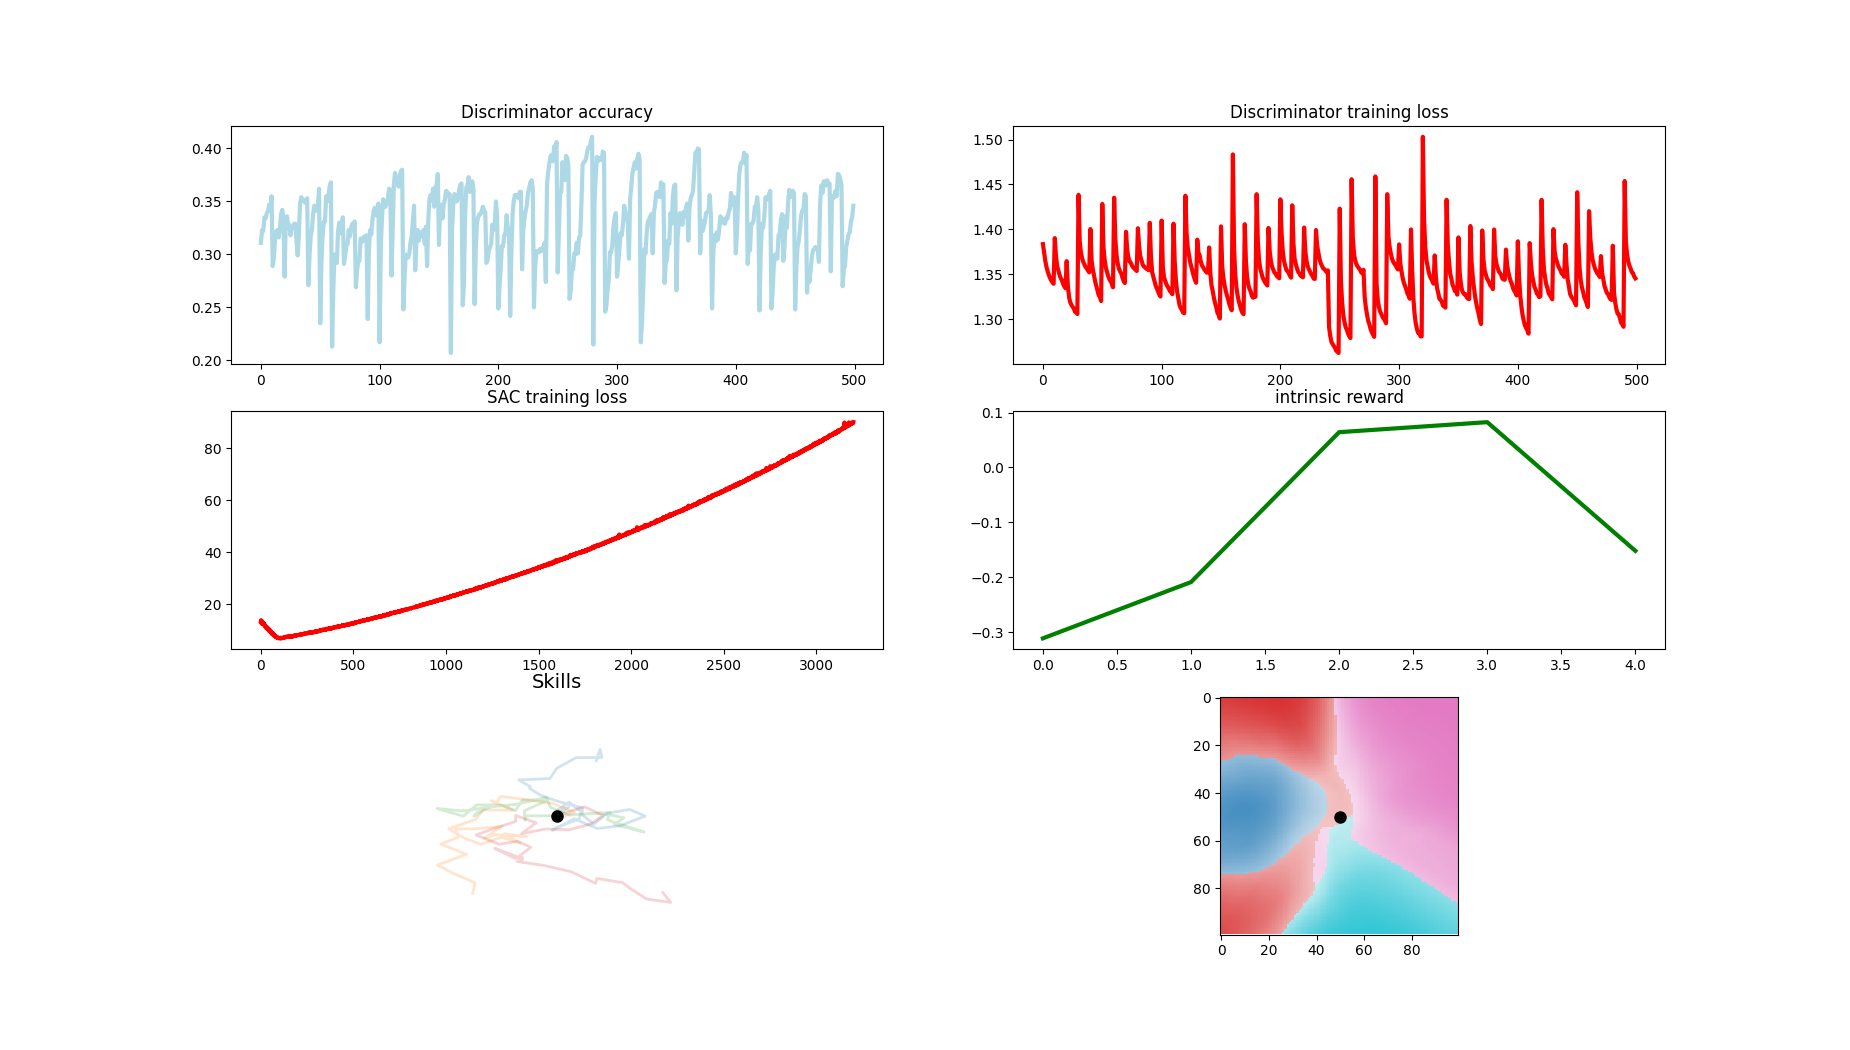 Discriminator accuracy
0.40
0.35
0.30
0.25
0.20
0 100 200 300 400 500
Discriminator training loss
1.50
1.45
1.40
1.35
1.30
0 100 200 300 400 500
SAC training loss
80
60
40
20
0 500 1000 1500 2000 2500 3000
intrinsic reward
0.1
0.0
−0.1
−0.2
−0.3
0.0 0.5 1.0 1.5 2.0 2.5 3.0 3.5 4.0
Skills
0
20
40
60
80
0 20 40 60 80